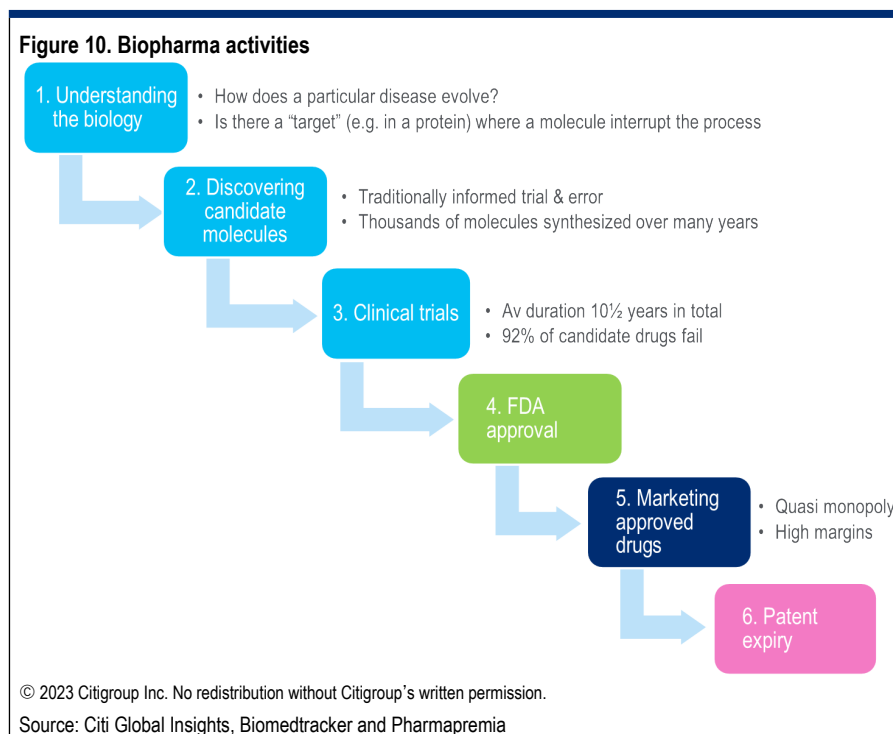 Figure 10. Biopharma activities
1. Understanding
the biology
• How does a particular disease evolve?
• Is there a “target” (e.g. in a protein) where a molecule interrupt the process
2. Discovering
candidate
molecules
• Traditionally informed trial & error
• Thousands of molecules synthesized over many years
3. Clinical trials
• Av duration 10½ years in total
• 92% of candidate drugs fail
4. FDA
approval
5. Marketing
approved
drugs
• Quasi monopoly
• High margins
6. Patent
expiry
© 2023 Citigroup Inc. No redistribution without Citigroup’s written permission.
Source: Citi Global Insights, Biomedtracker and Pharmapremia